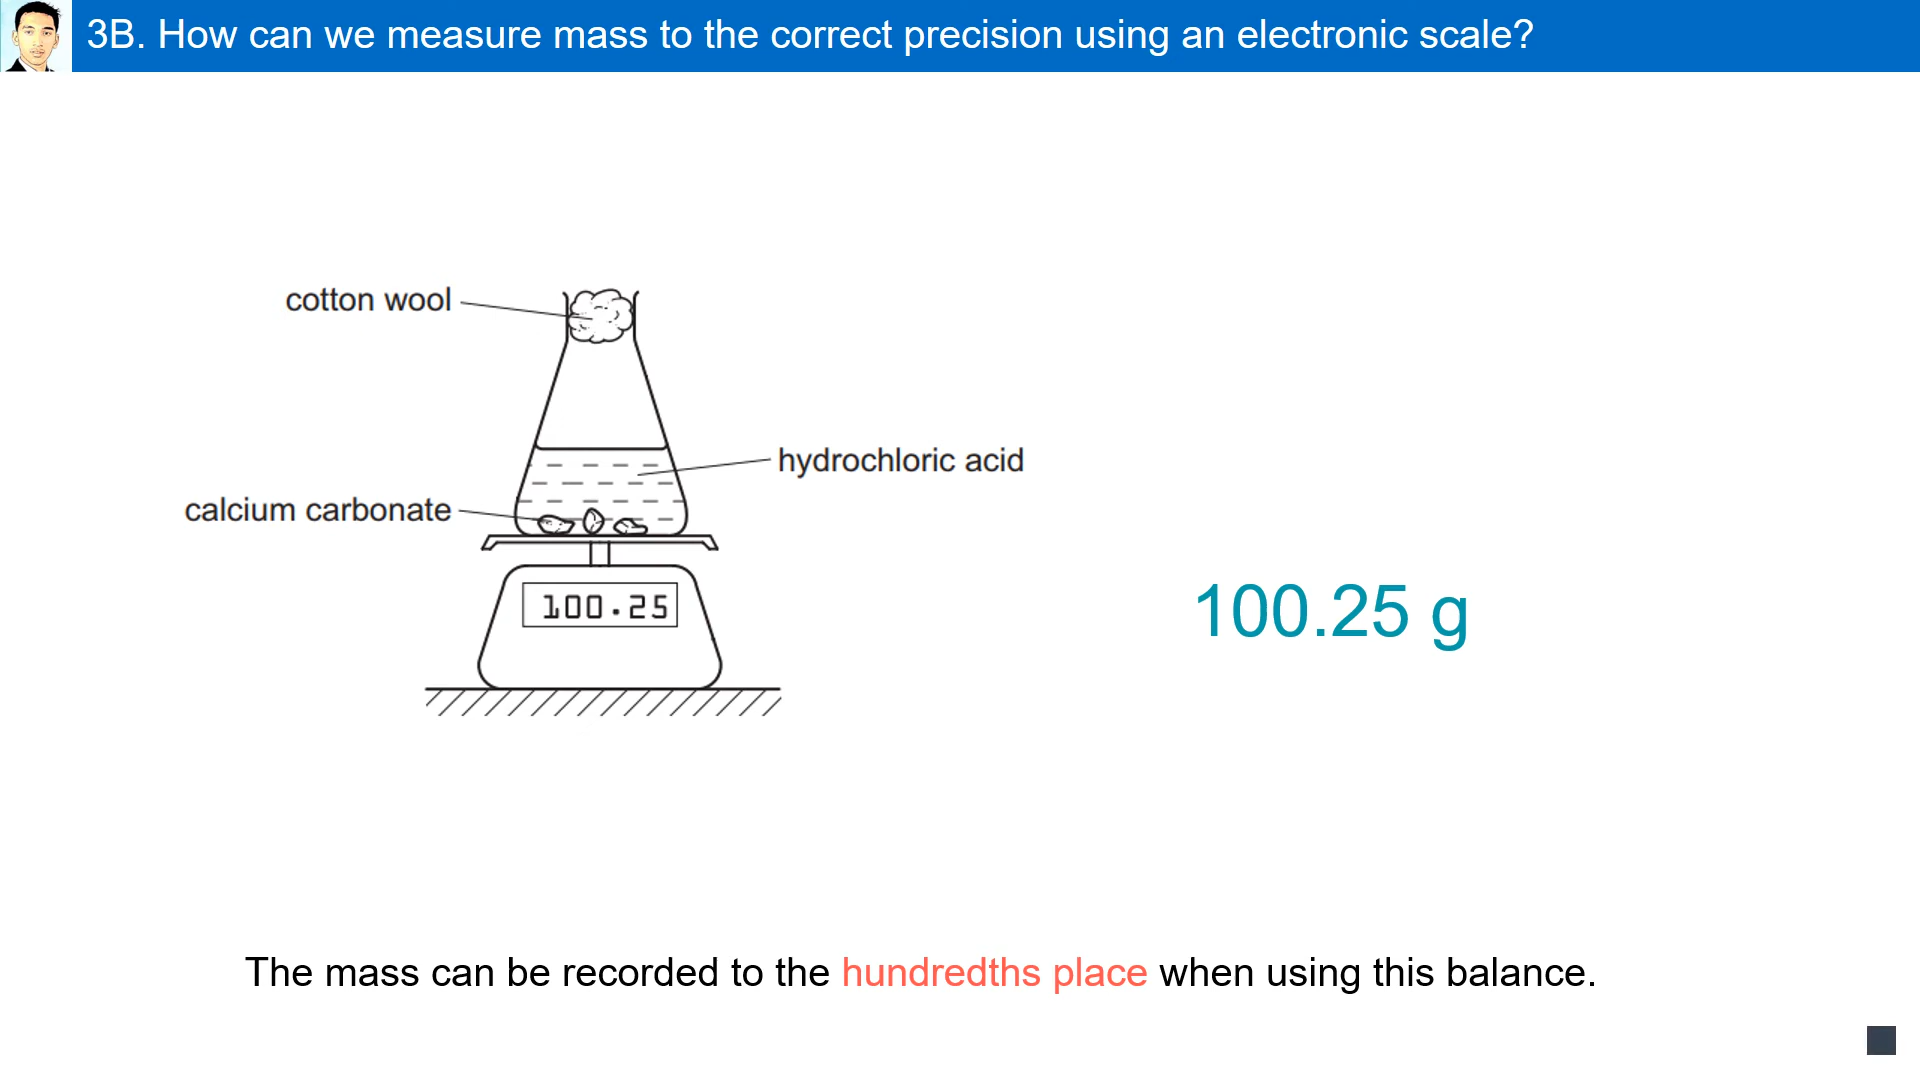 3B. How can we measure mass to the correct precision using an electronic scale?
cotton wool
hydrochloric acid
calcium carbonate
100.25
100.25 g
The mass can be recorded to the hundredths place when using this balance.